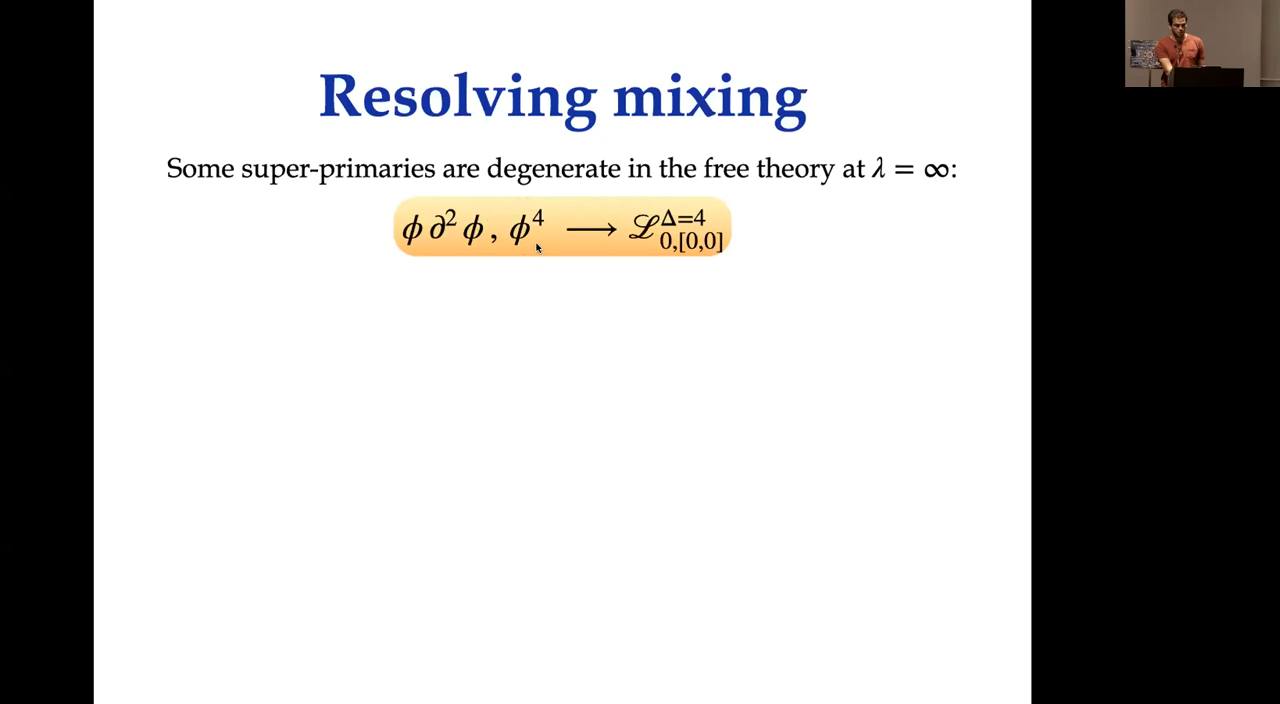 Resolving mixing
Some super-primaries are degenerate in the free theory at λ = ∞:
ϕ ∂² ϕ , ϕ⁴ ⟶ ℒ^{Δ=4}_{0,[0,0]}